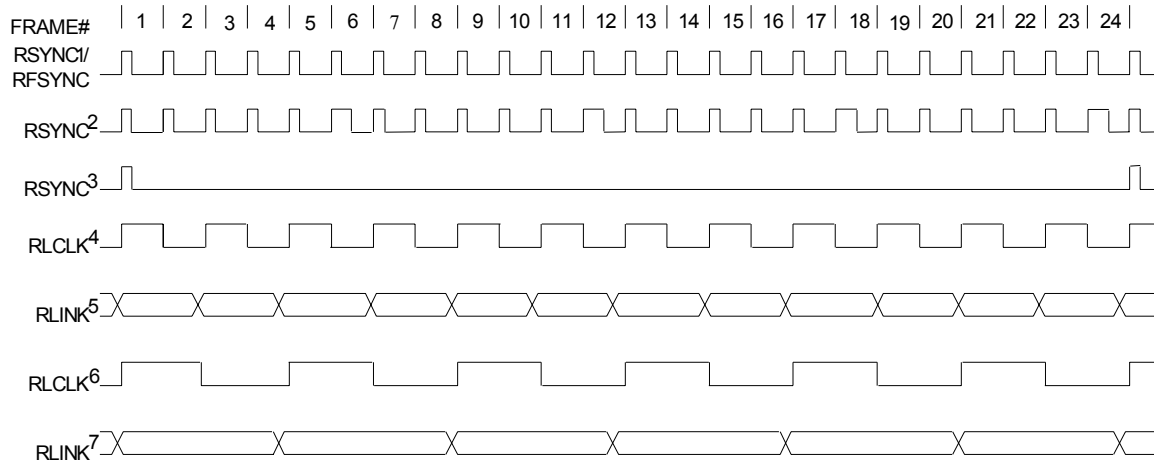 FRAME# 1 2 3 4 5 6 7 8 9 10 11 12 13 14 15 16 17 18 19 20 21 22 23 24
RSYNC1/
RFSYNC
RSYNC2
RSYNC3
RLCLK4
RLINK5
RLCLK6
RLINK7